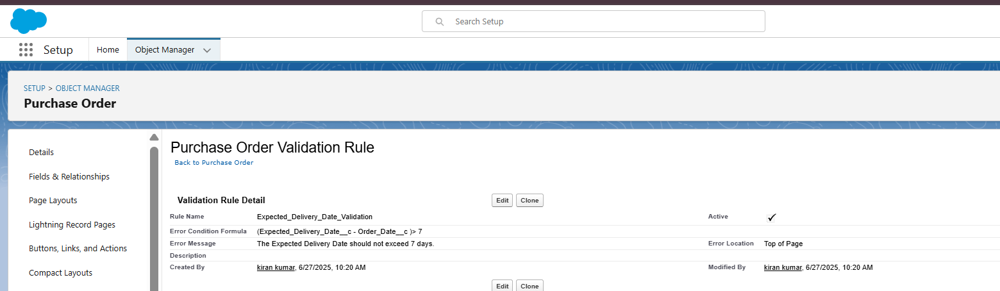 Search Setup
Setup
Home
Object Manager
SETUP > OBJECT MANAGER
Purchase Order
Details
Fields & Relationships
Page Layouts
Lightning Record Pages
Buttons, Links, and Actions
Compact Layouts
Purchase Order Validation Rule
Back to Purchase Order
Validation Rule Detail Edit Clone
Rule Name Expected_Delivery_Date_Validation Active
Error Condition Formula (Expected_Delivery_Date__c - Order_Date__c )> 7
Error Message The Expected Delivery Date should not exceed 7 days. Error Location Top of Page
Description
Created By kiran kumar, 6/27/2025, 10:20 AM Modified By kiran kumar, 6/27/2025, 10:20 AM
Edit Clone